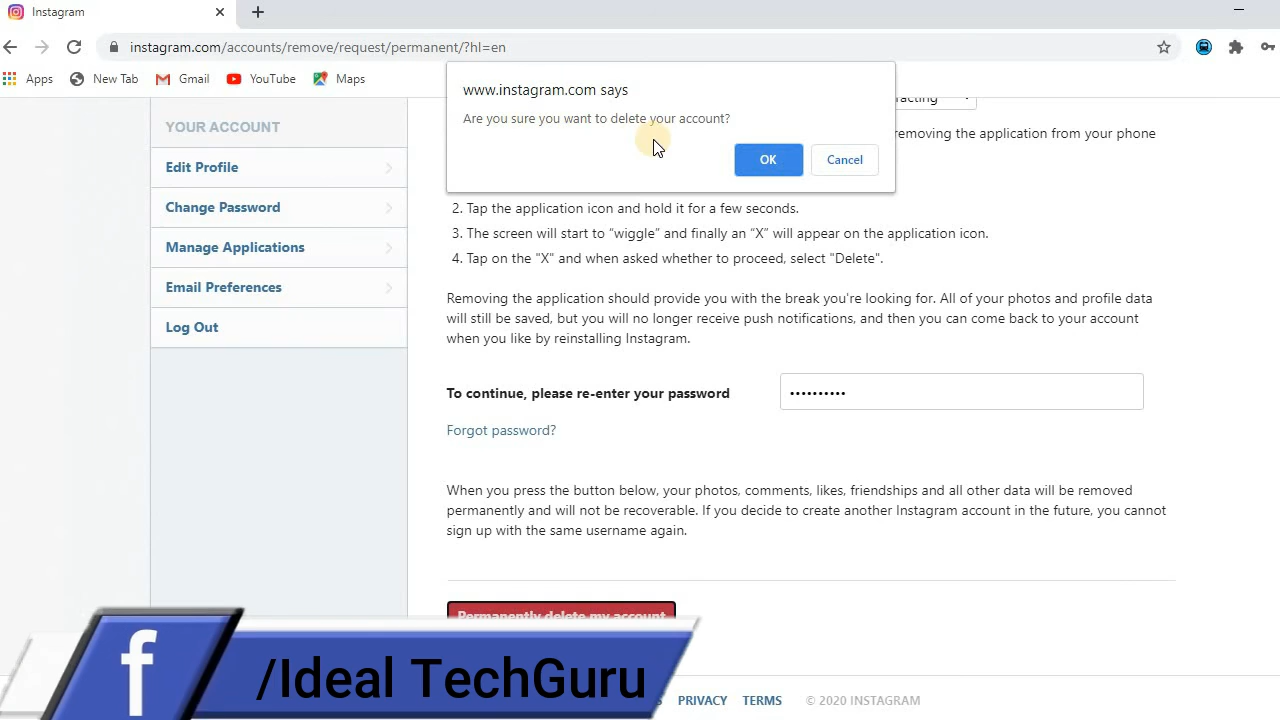 Instagram
instagram.com/accounts/remove/request/permanent/?hl=en
Apps New Tab Gmail YouTube Maps
www.instagram.com says
Are you sure you want to delete your account?
OK Cancel
YOUR ACCOUNT
Edit Profile
Change Password
Manage Applications
Email Preferences
Log Out
removing the application from your phone
2. Tap the application icon and hold it for a few seconds.
3. The screen will start to “wiggle” and finally an “X” will appear on the application icon.
4. Tap on the "X" and when asked whether to proceed, select "Delete".
Removing the application should provide you with the break you're looking for. All of your photos and profile data
will still be saved, but you will no longer receive push notifications, and then you can come back to your account
when you like by reinstalling Instagram.
To continue, please re-enter your password
Forgot password?
When you press the button below, your photos, comments, likes, friendships and all other data will be removed
permanently and will not be recoverable. If you decide to create another Instagram account in the future, you cannot
sign up with the same username again.
Permanently delete my account
f /Ideal TechGuru
PRIVACY TERMS © 2020 INSTAGRAM